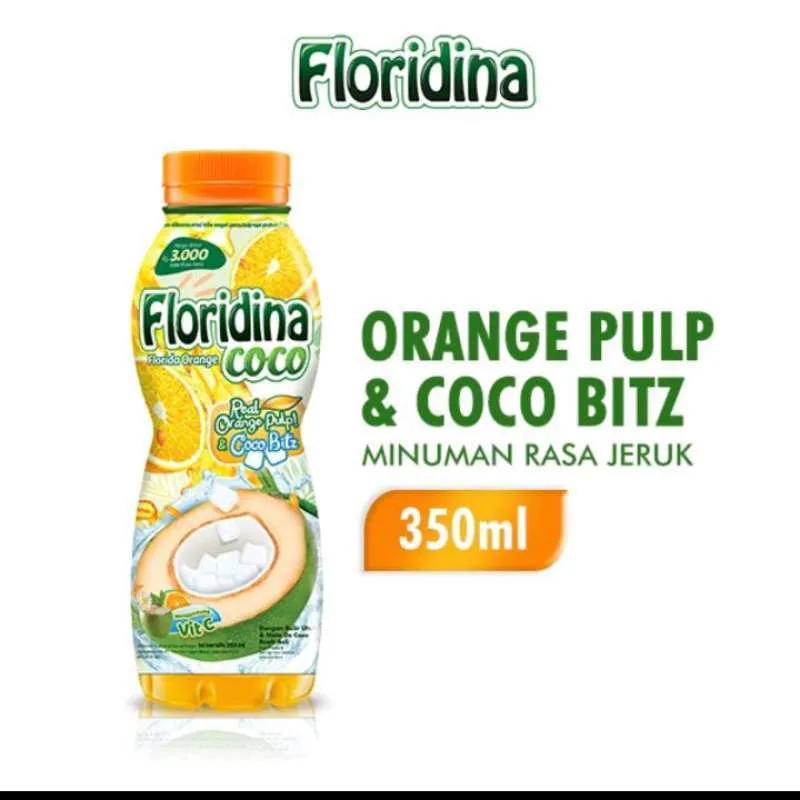 Floridina
3.000
Floridina
Florida Orange coco
Real
Orange Pulp!
& Coco Bitz
Vit C
ORANGE PULP
& COCO BITZ
MINUMAN RASA JERUK
350ml